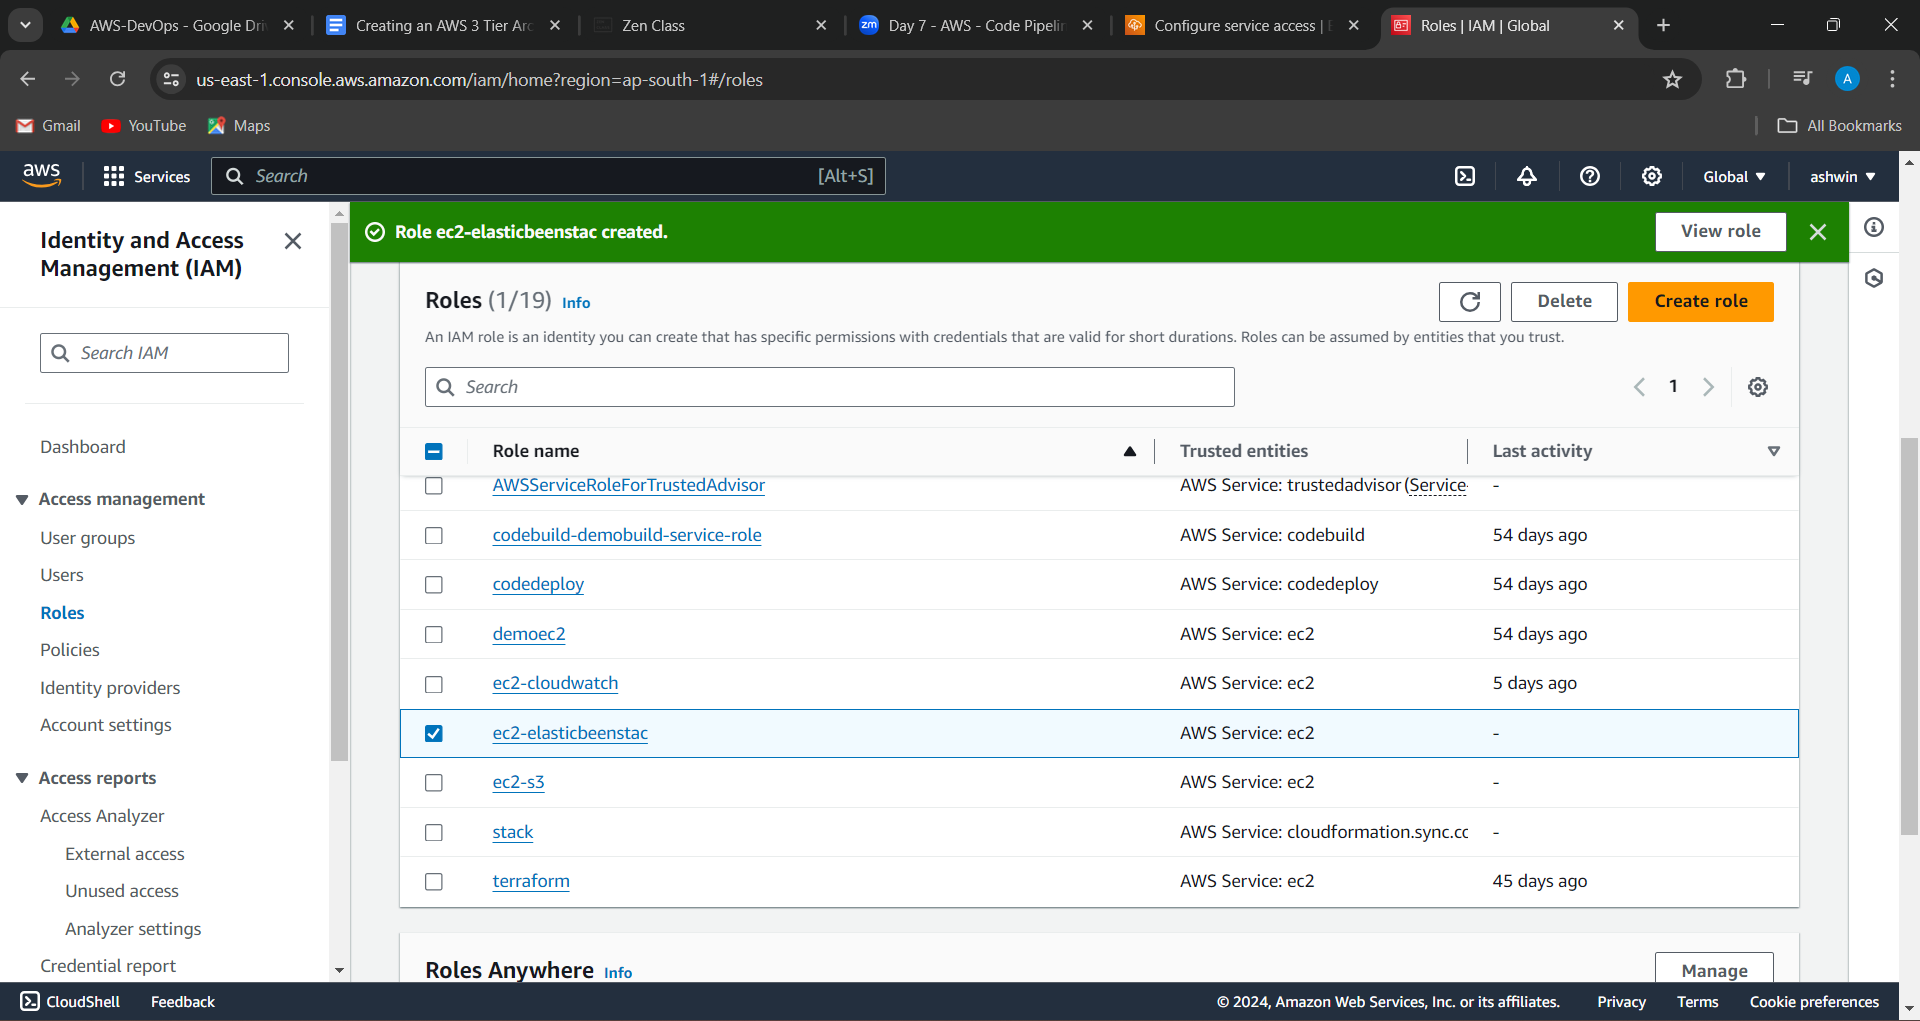 AWS-DevOps - Google Dri
Creating an AWS 3 Tier Arc
Zen Class
zm
Day 7 - AWS - Code Pipelin
Configure service access | E
Roles | IAM | Global
us-east-1.console.aws.amazon.com/iam/home?region=ap-south-1#/roles
A
Gmail
YouTube
Maps
All Bookmarks
aws
Services
Search
[Alt+S]
Global
ashwin
Identity and Access
Management (IAM)
Search IAM
Dashboard
Access management
User groups
Users
Roles
Policies
Identity providers
Account settings
Access reports
Access Analyzer
External access
Unused access
Analyzer settings
Credential report
Role ec2-elasticbeenstac created.
View role
Roles (1/19) Info
Delete
Create role
An IAM role is an identity you can create that has specific permissions with credentials that are valid for short durations. Roles can be assumed by entities that you trust.
Search
1
Role name Trusted entities Last activity
AWSServiceRoleForTrustedAdvisor AWS Service: trustedadvisor (Service- -
codebuild-demobuild-service-role AWS Service: codebuild 54 days ago
codedeploy AWS Service: codedeploy 54 days ago
demoec2 AWS Service: ec2 54 days ago
ec2-cloudwatch AWS Service: ec2 5 days ago
ec2-elasticbeenstac AWS Service: ec2 -
ec2-s3 AWS Service: ec2 -
stack AWS Service: cloudformation.sync.cc -
terraform AWS Service: ec2 45 days ago
Roles Anywhere Info
Manage
CloudShell
Feedback
© 2024, Amazon Web Services, Inc. or its affiliates.
Privacy
Terms
Cookie preferences